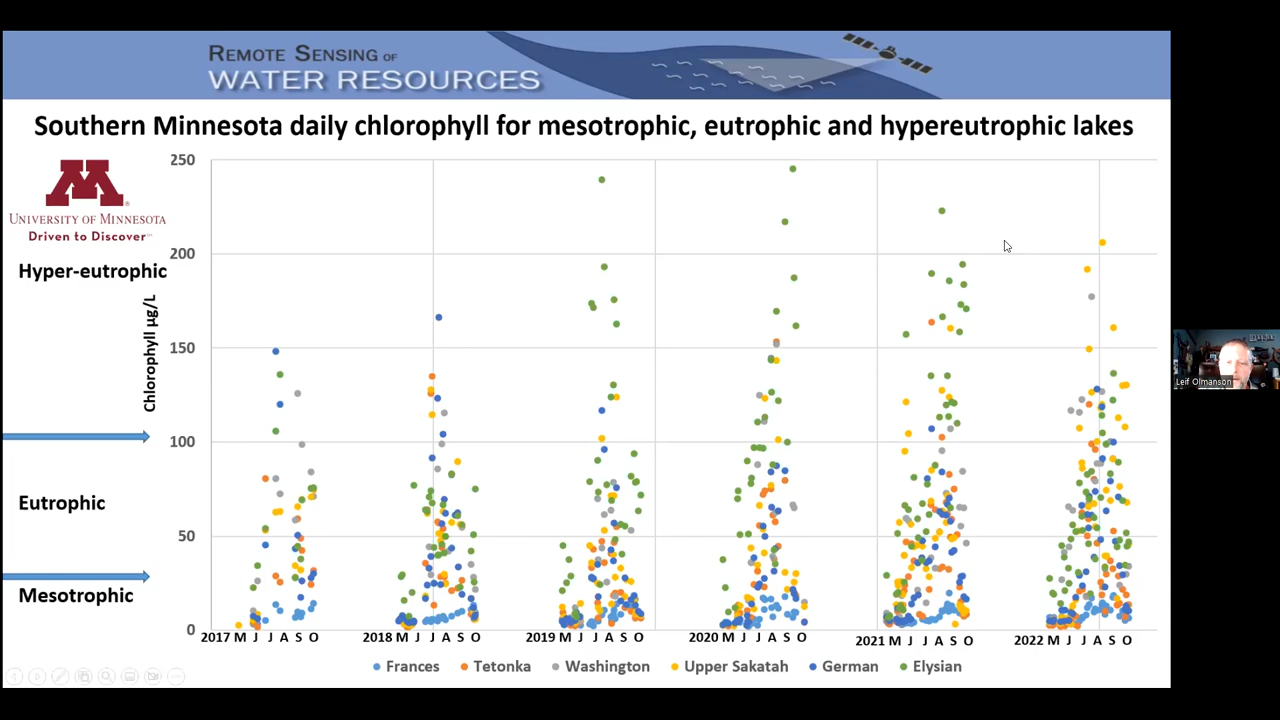 REMOTE SENSING OF
WATER RESOURCES
Southern Minnesota daily chlorophyll for mesotrophic, eutrophic and hypereutrophic lakes
M
UNIVERSITY OF MINNESOTA
Driven to Discover
Hyper-eutrophic
Eutrophic
Mesotrophic
Chlorophyll µg/L
250
200
150
100
50
0
2017 M J J A S O 2018 M J J A S O 2019 M J J A S O 2020 M J J A S O 2021 M J J A S O 2022 M J J A S O
Frances Tetonka Washington Upper Sakatah German Elysian
Leif Olmanson